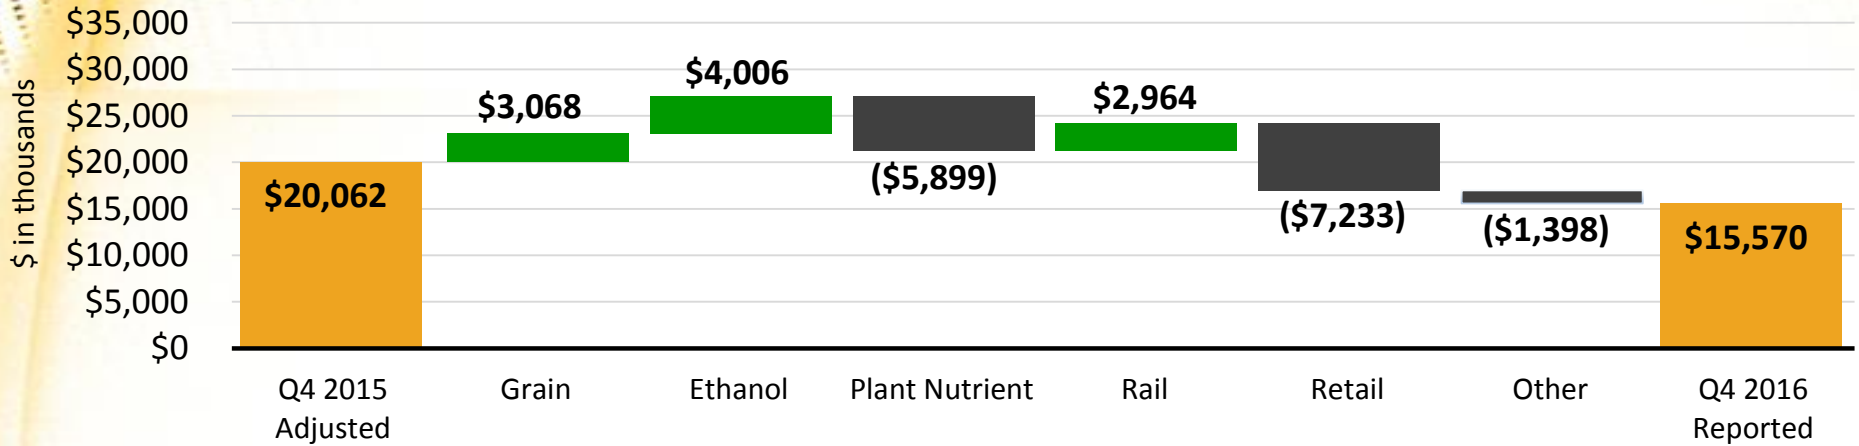 $ in thousands
$35,000
$30,000
$25,000
$20,000
$15,000
$10,000
$5,000
$0
$20,062
$3,068
$4,006
($5,899)
$2,964
($7,233)
($1,398)
$15,570
Q4 2015
Adjusted
Grain
Ethanol
Plant Nutrient
Rail
Retail
Other
Q4 2016
Reported